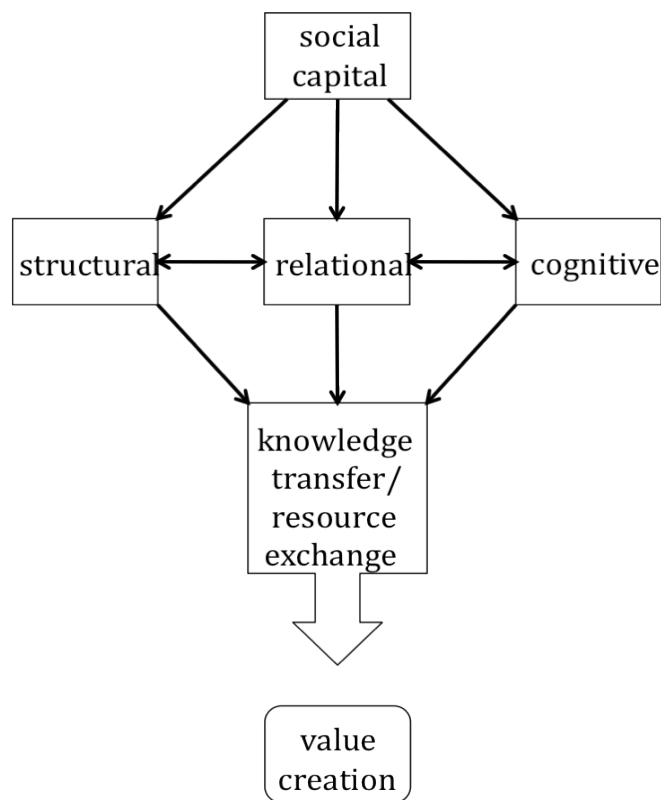 social
capital
structural
relational
cognitive
knowledge
transfer/
resource
exchange
value
creation